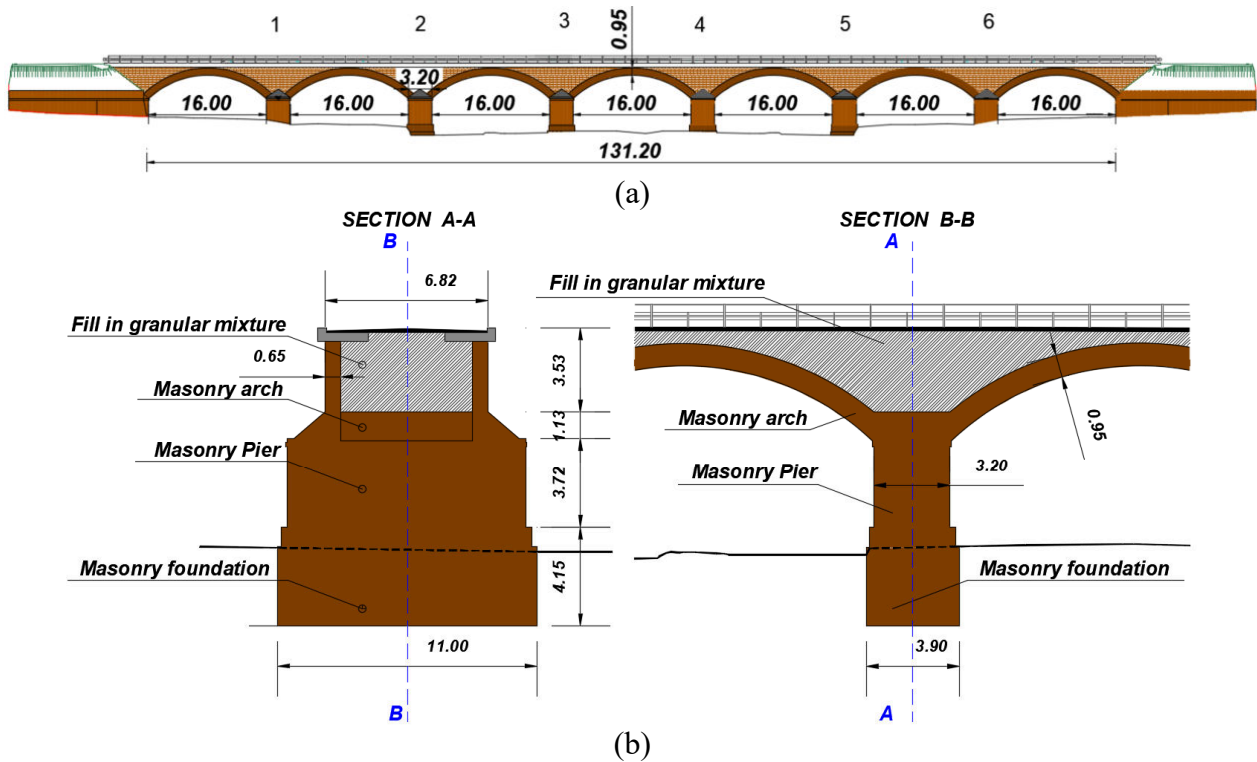 1 2 3 4 5 6
0.95
3.20
16.00 16.00 16.00 16.00 16.00 16.00 16.00
131.20
(a)
SECTION A-A SECTION B-B
B A
6.82
Fill in granular mixture
Fill in granular mixture
0.65
3.53
Masonry arch
1.13
Masonry arch
0.95
Masonry Pier
3.72
3.20
Masonry Pier
Masonry foundation
4.15
Masonry foundation
11.00 3.90
B A
(b)